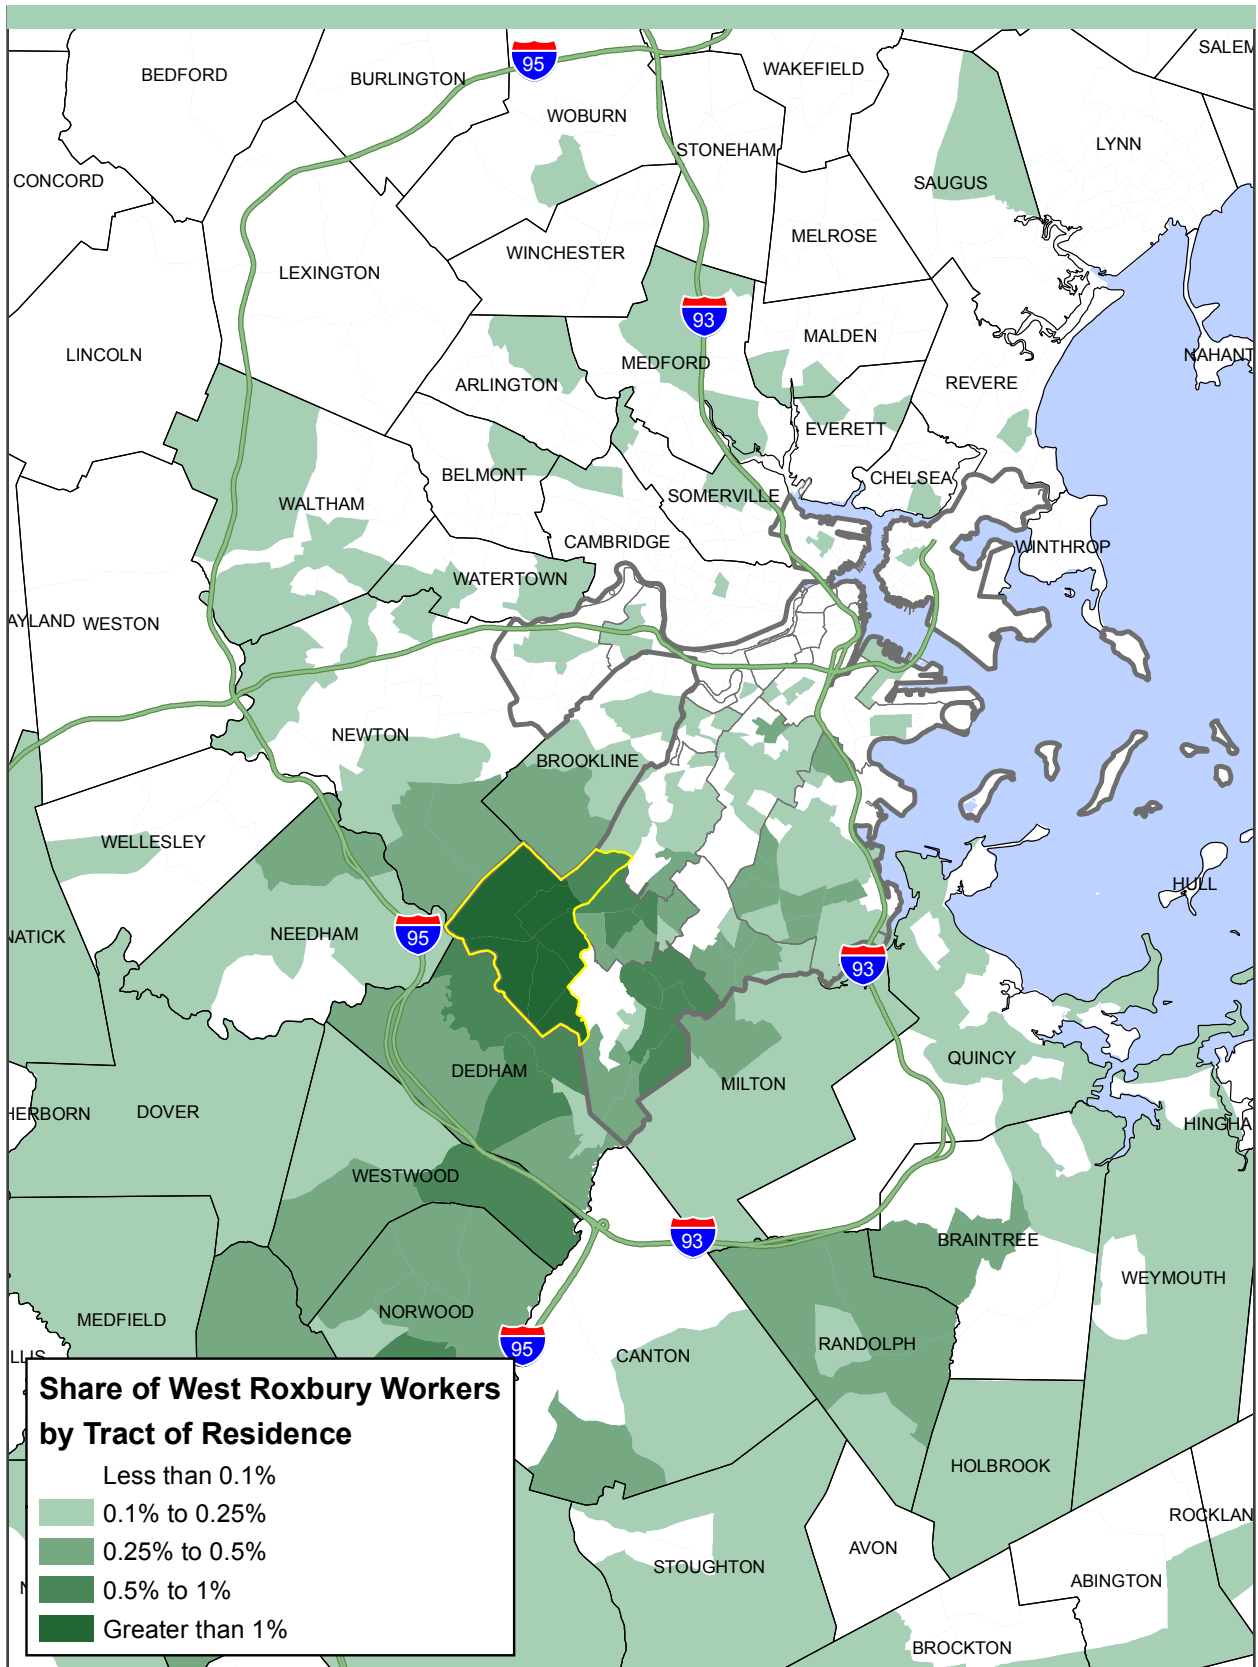 SALEM
95
WAKEFIELD
BEDFORD
BURLINGTON
WOBURN
LYNN
STONEHAM
CONCORD
SAUGUS
MELROSE
WINCHESTER
LEXINGTON
93
MALDEN
LINCOLN
NAHANT
MEDFORD
ARLINGTON
REVERE
EVERETT
BELMONT
CHELSEA
SOMERVILLE
WALTHAM
CAMBRIDGE
WINTHROP
WATERTOWN
AYLAND
WESTON
NEWTON
BROOKLINE
WELLESLEY
HULL
NATICK
NEEDHAM
95
93
QUINCY
DEDHAM
MILTON
HERBORN
DOVER
HINGHA
WESTWOOD
93
BRAINTREE
WEYMOUTH
NORWOOD
MEDFIELD
95
RANDOLPH
CANTON
LLIS
Share of West Roxbury Workers
by Tract of Residence
Less than 0.1%
0.1% to 0.25%
0.25% to 0.5%
0.5% to 1%
Greater than 1%
HOLBROOK
ROCKLAN
AVON
STOUGHTON
ABINGTON
N
BROCKTON